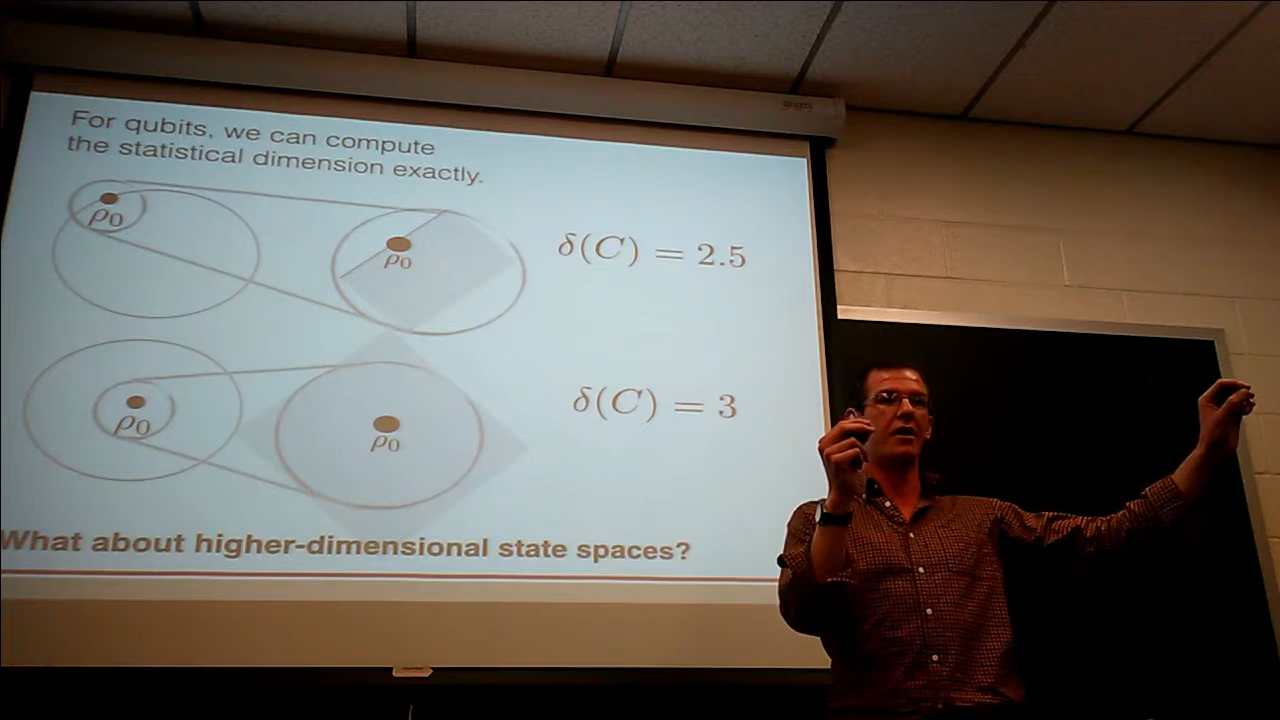 For qubits, we can compute
the statistical dimension exactly.
ρ₀
ρ₀
δ(C) = 2.5
ρ₀
ρ₀
δ(C) = 3
What about higher-dimensional state spaces?